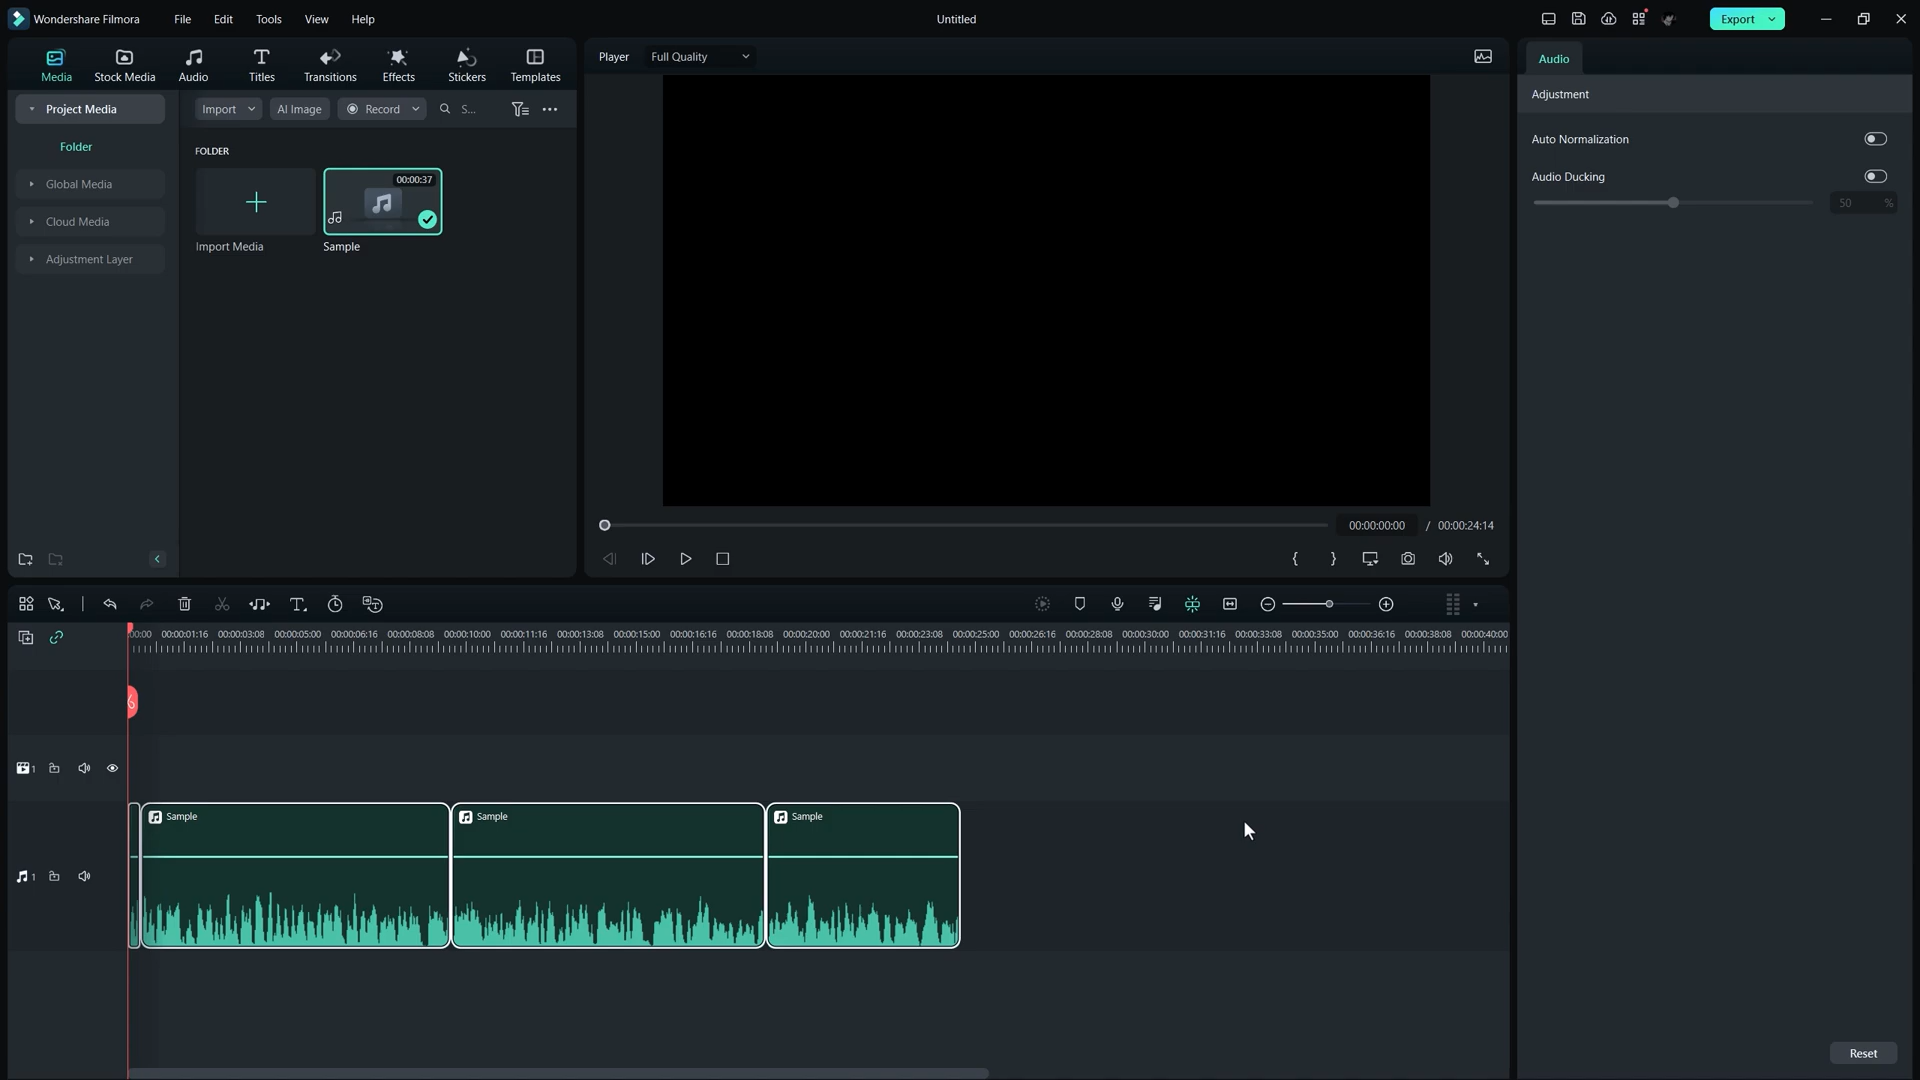 Wondershare Filmora File Edit Tools View Help Untitled Export
Media Stock Media Audio Titles Transitions Effects Stickers Templates
Player Full Quality
Audio
Project Media
Import AI Image Record S...
Adjustment
Folder
FOLDER
Auto Normalization
Global Media
00:00:37
Audio Ducking
50 %
Cloud Media
Import Media Sample
Adjustment Layer
00:00:00:00 / 00:00:24:14
00:00 00:00:01:16 00:00:03:08 00:00:05:00 00:00:06:16 00:00:08:08 00:00:10:00 00:00:11:16 00:00:13:08 00:00:15:00 00:00:16:16 00:00:18:08 00:00:20:00 00:00:21:16 00:00:23:08 00:00:25:00 00:00:26:16 00:00:28:08 00:00:30:00 00:00:31:16 00:00:33:08 00:00:35:00 00:00:36:16 00:00:38:08 00:00:40:00
1
Sample Sample Sample
1
Reset